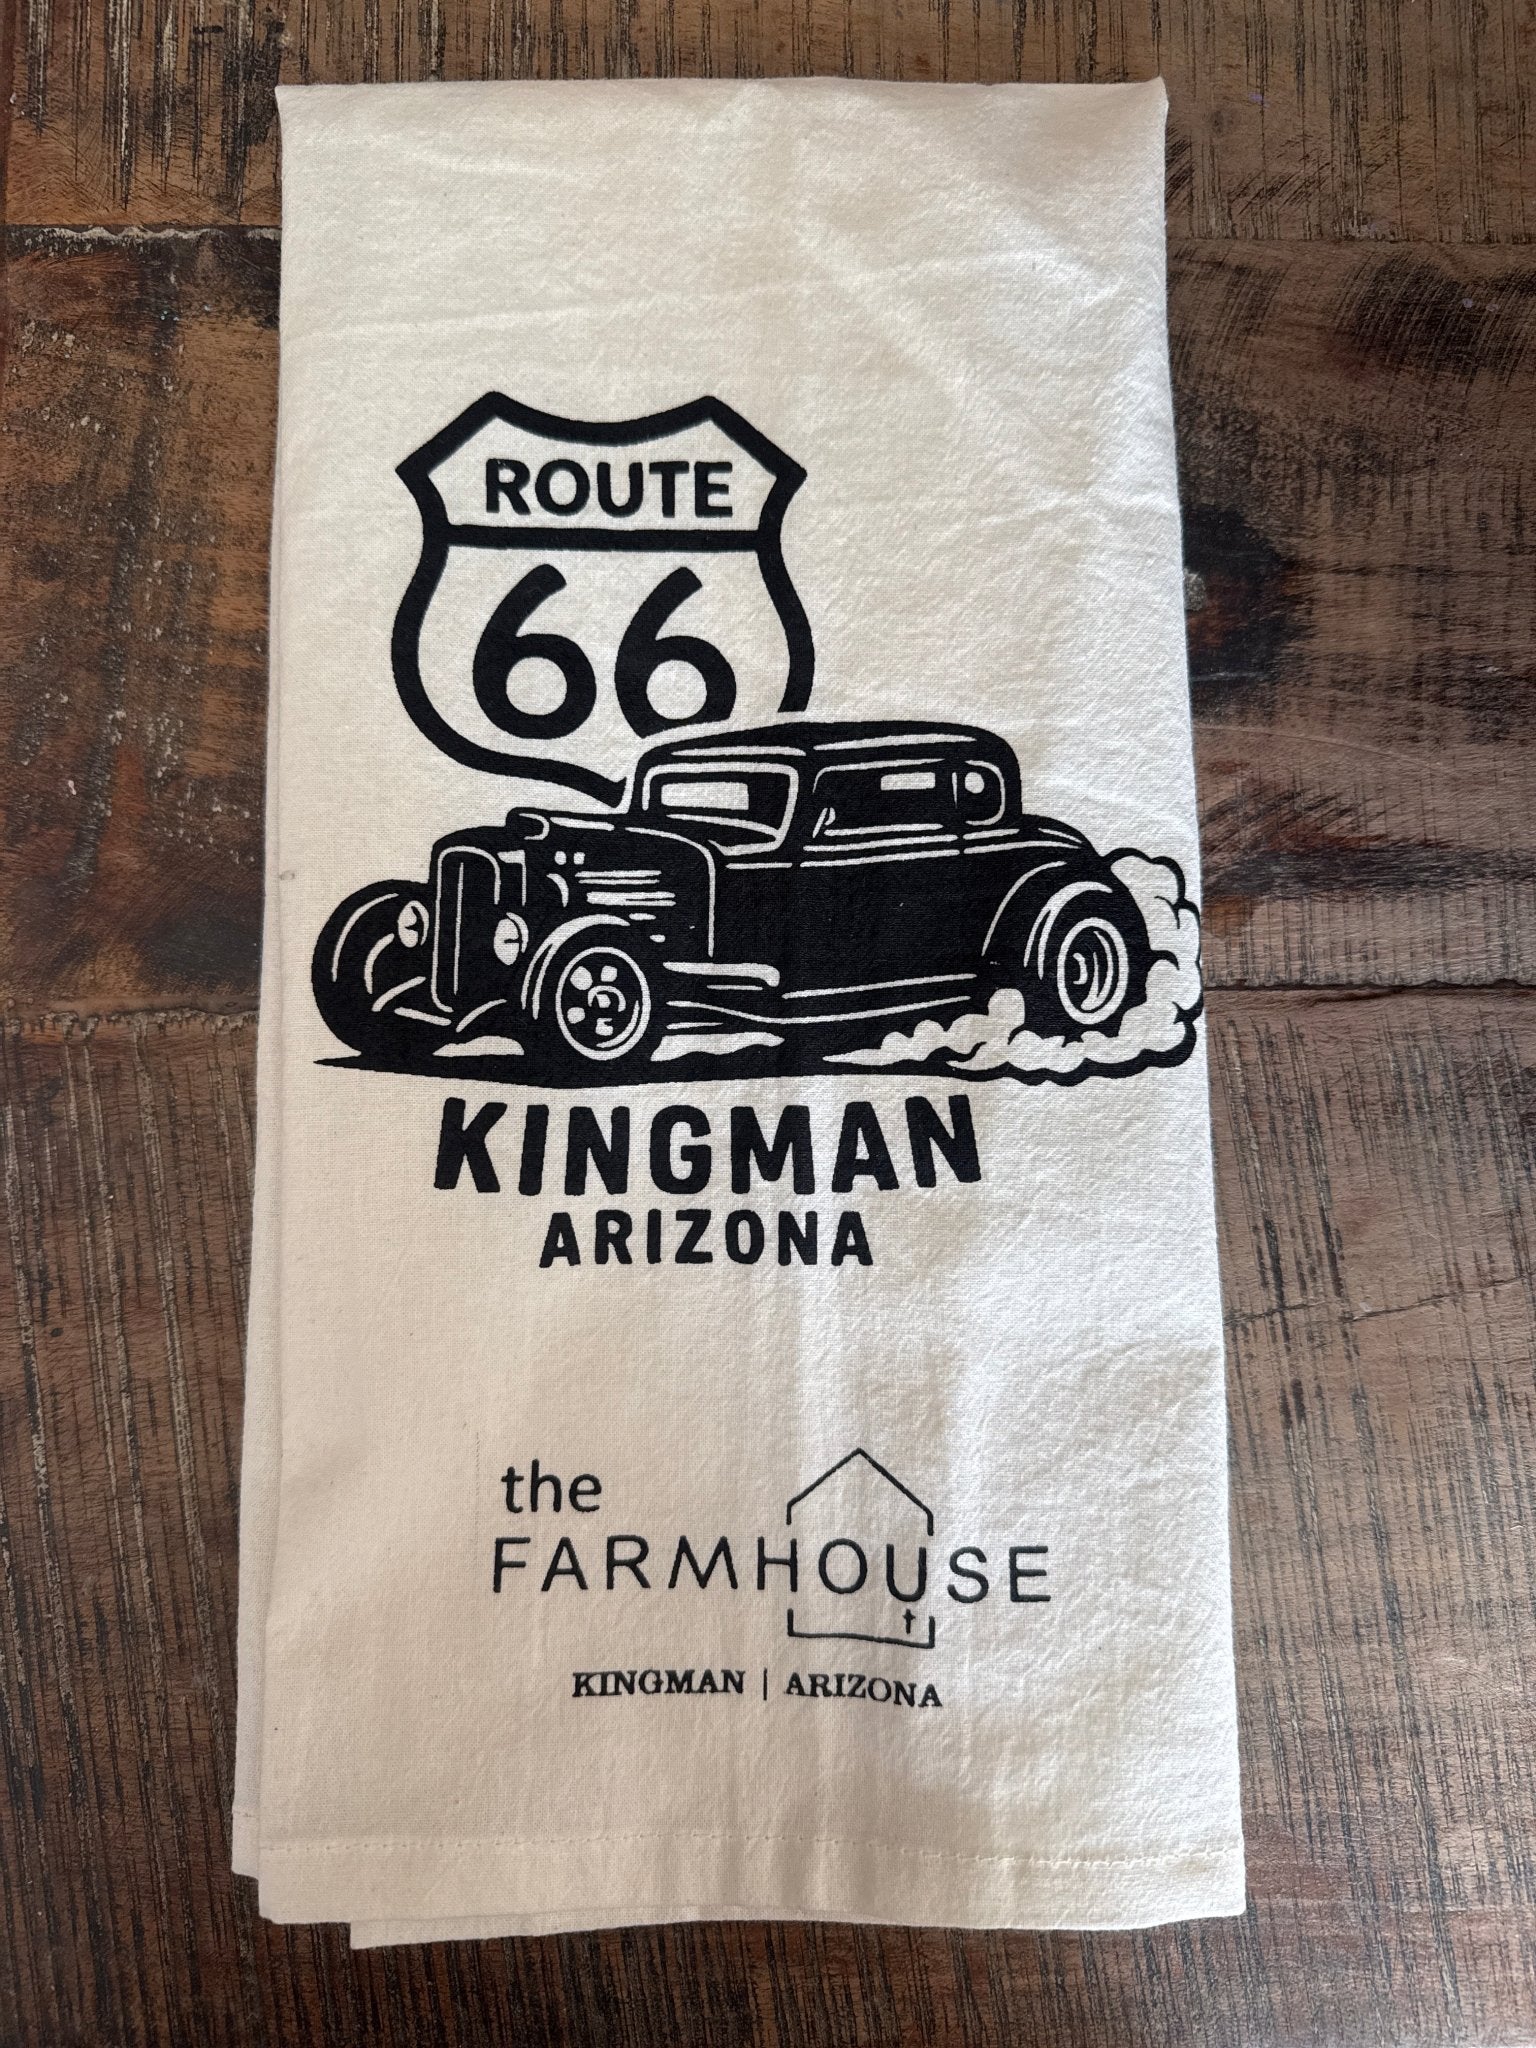 ROUTE
66
KINGMAN
ARIZONA
the
FARMHOUSE
KINGMAN | ARIZONA